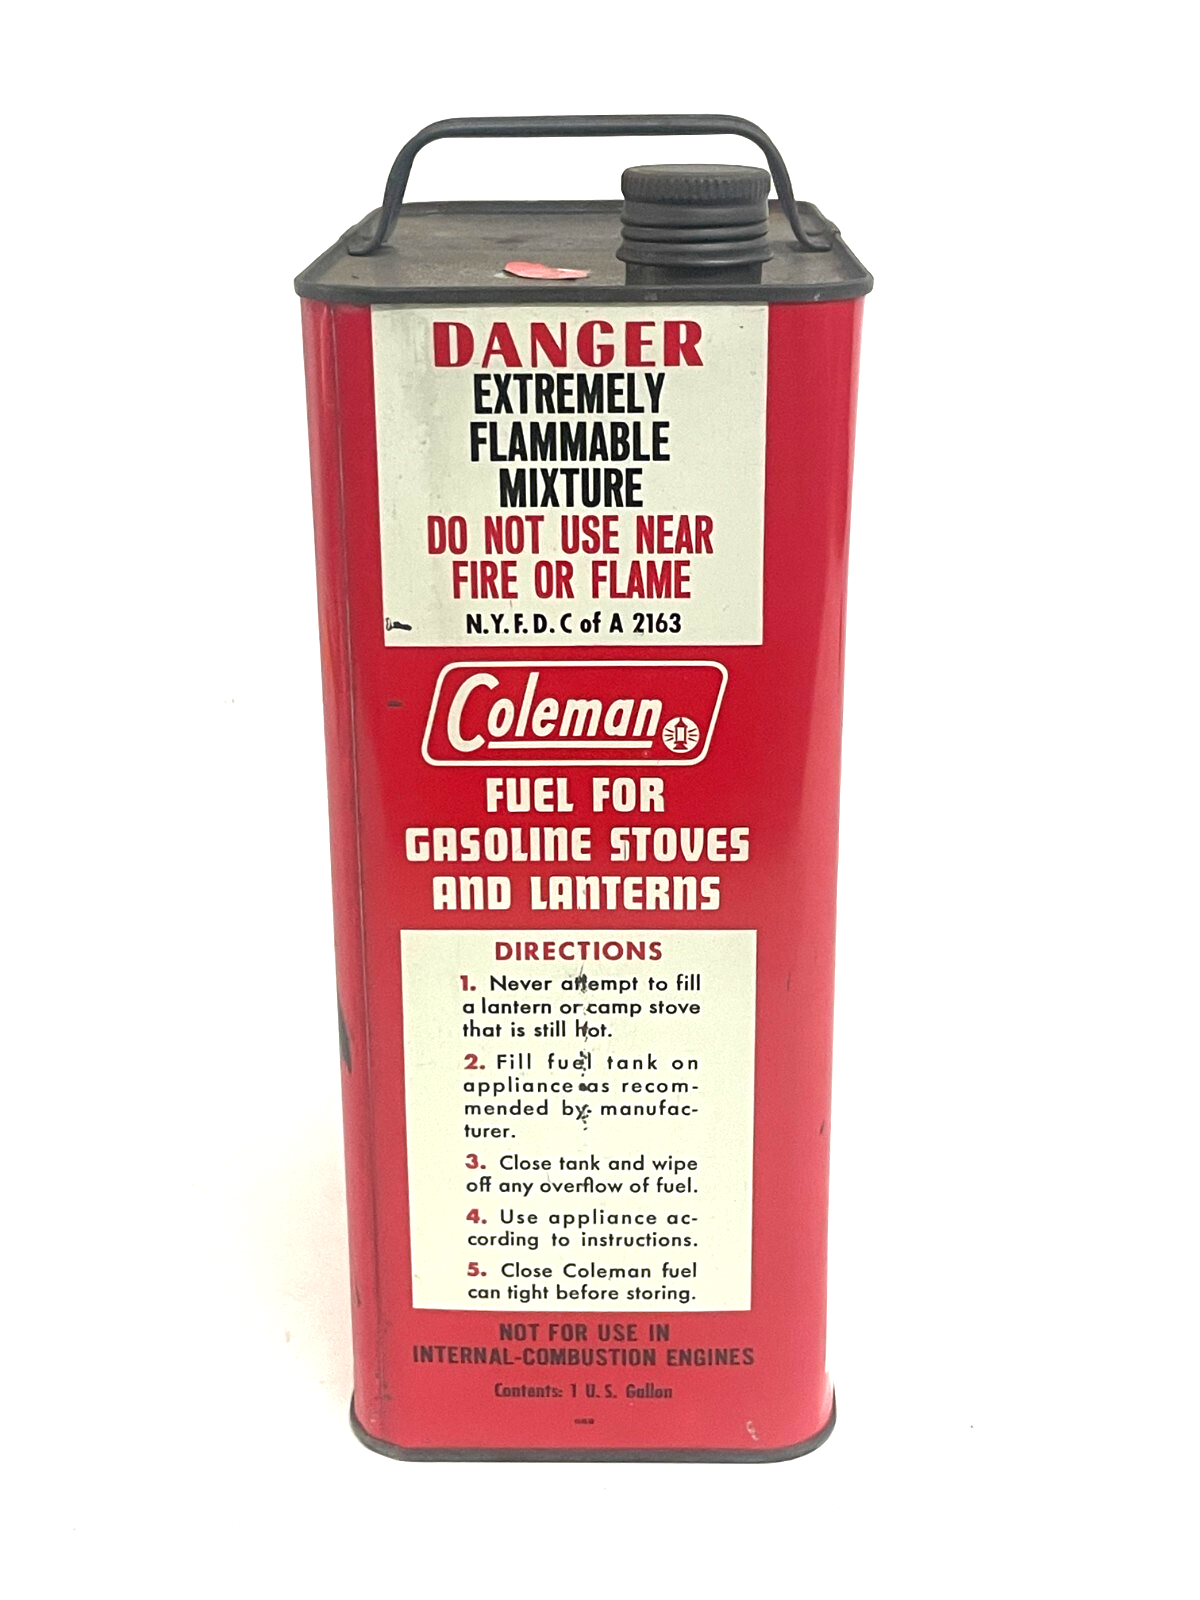 DANGER
EXTREMELY
FLAMMABLE
MIXTURE
DO NOT USE NEAR
FIRE OR FLAME
N.Y.F.D. C of A 2163
Coleman
FUEL FOR
GASOLINE STOVES
AND LANTERNS
DIRECTIONS
1. Never attempt to fill
a lantern or camp stove
that is still hot.
2. Fill fuel tank on
appliance as recom-
mended by manufac-
turer.
3. Close tank and wipe
off any overflow of fuel.
4. Use appliance ac-
cording to instructions.
5. Close Coleman fuel
can tight before storing.
NOT FOR USE IN
INTERNAL-COMBUSTION ENGINES
Contents: 1 U.S. Gallon